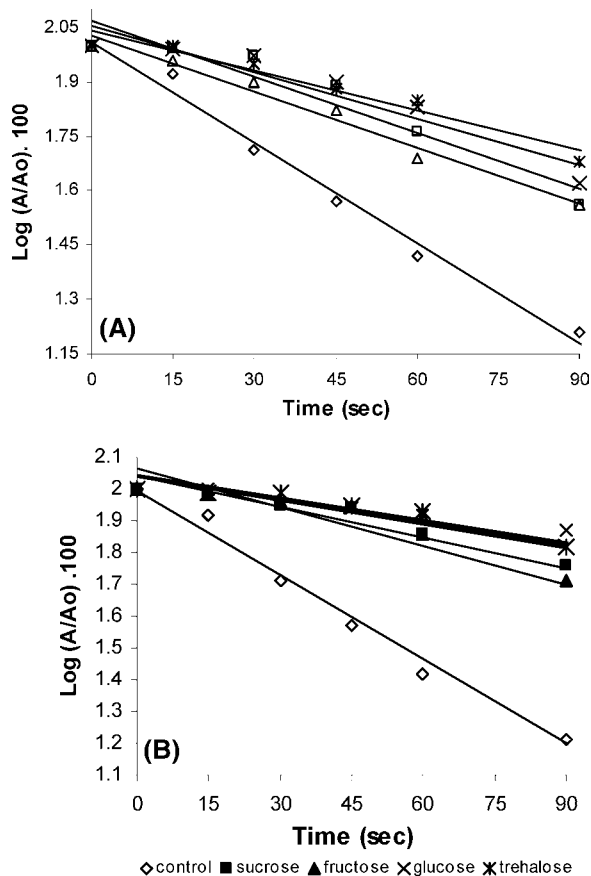 2.05
1.9
1.75
1.6
1.45
1.3
1.15
Log (A/Ao). 100
(A)
0 15 30 45 60 75 90
Time (sec)
2.1
2
1.9
1.8
1.7
1.6
1.5
1.4
1.3
1.2
1.1
Log (A/Ao) .100
(B)
0 15 30 45 60 75 90
Time (sec)
control sucrose fructose glucose trehalose